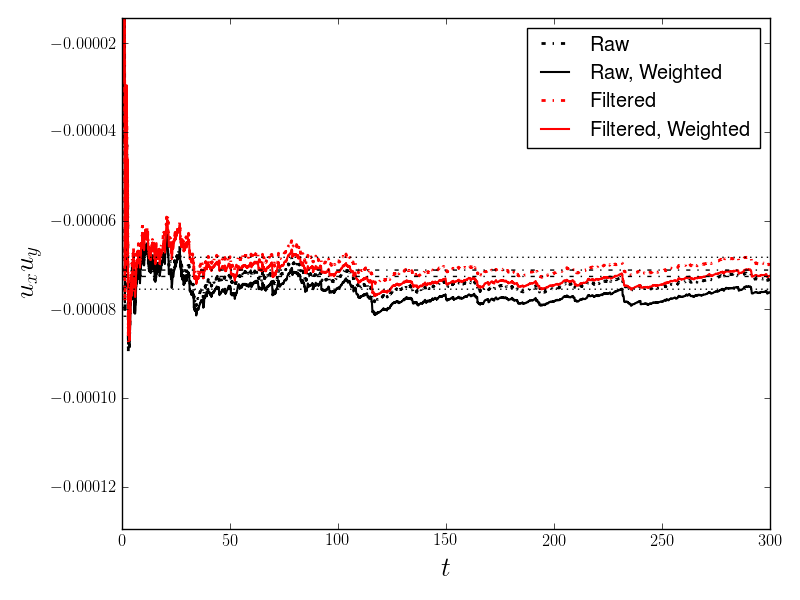 −0.00002
−0.00004
−0.00006
−0.00008
−0.00010
−0.00012
u_x u_y
Raw
Raw, Weighted
Filtered
Filtered, Weighted
0 50 100 150 200 250 300
t